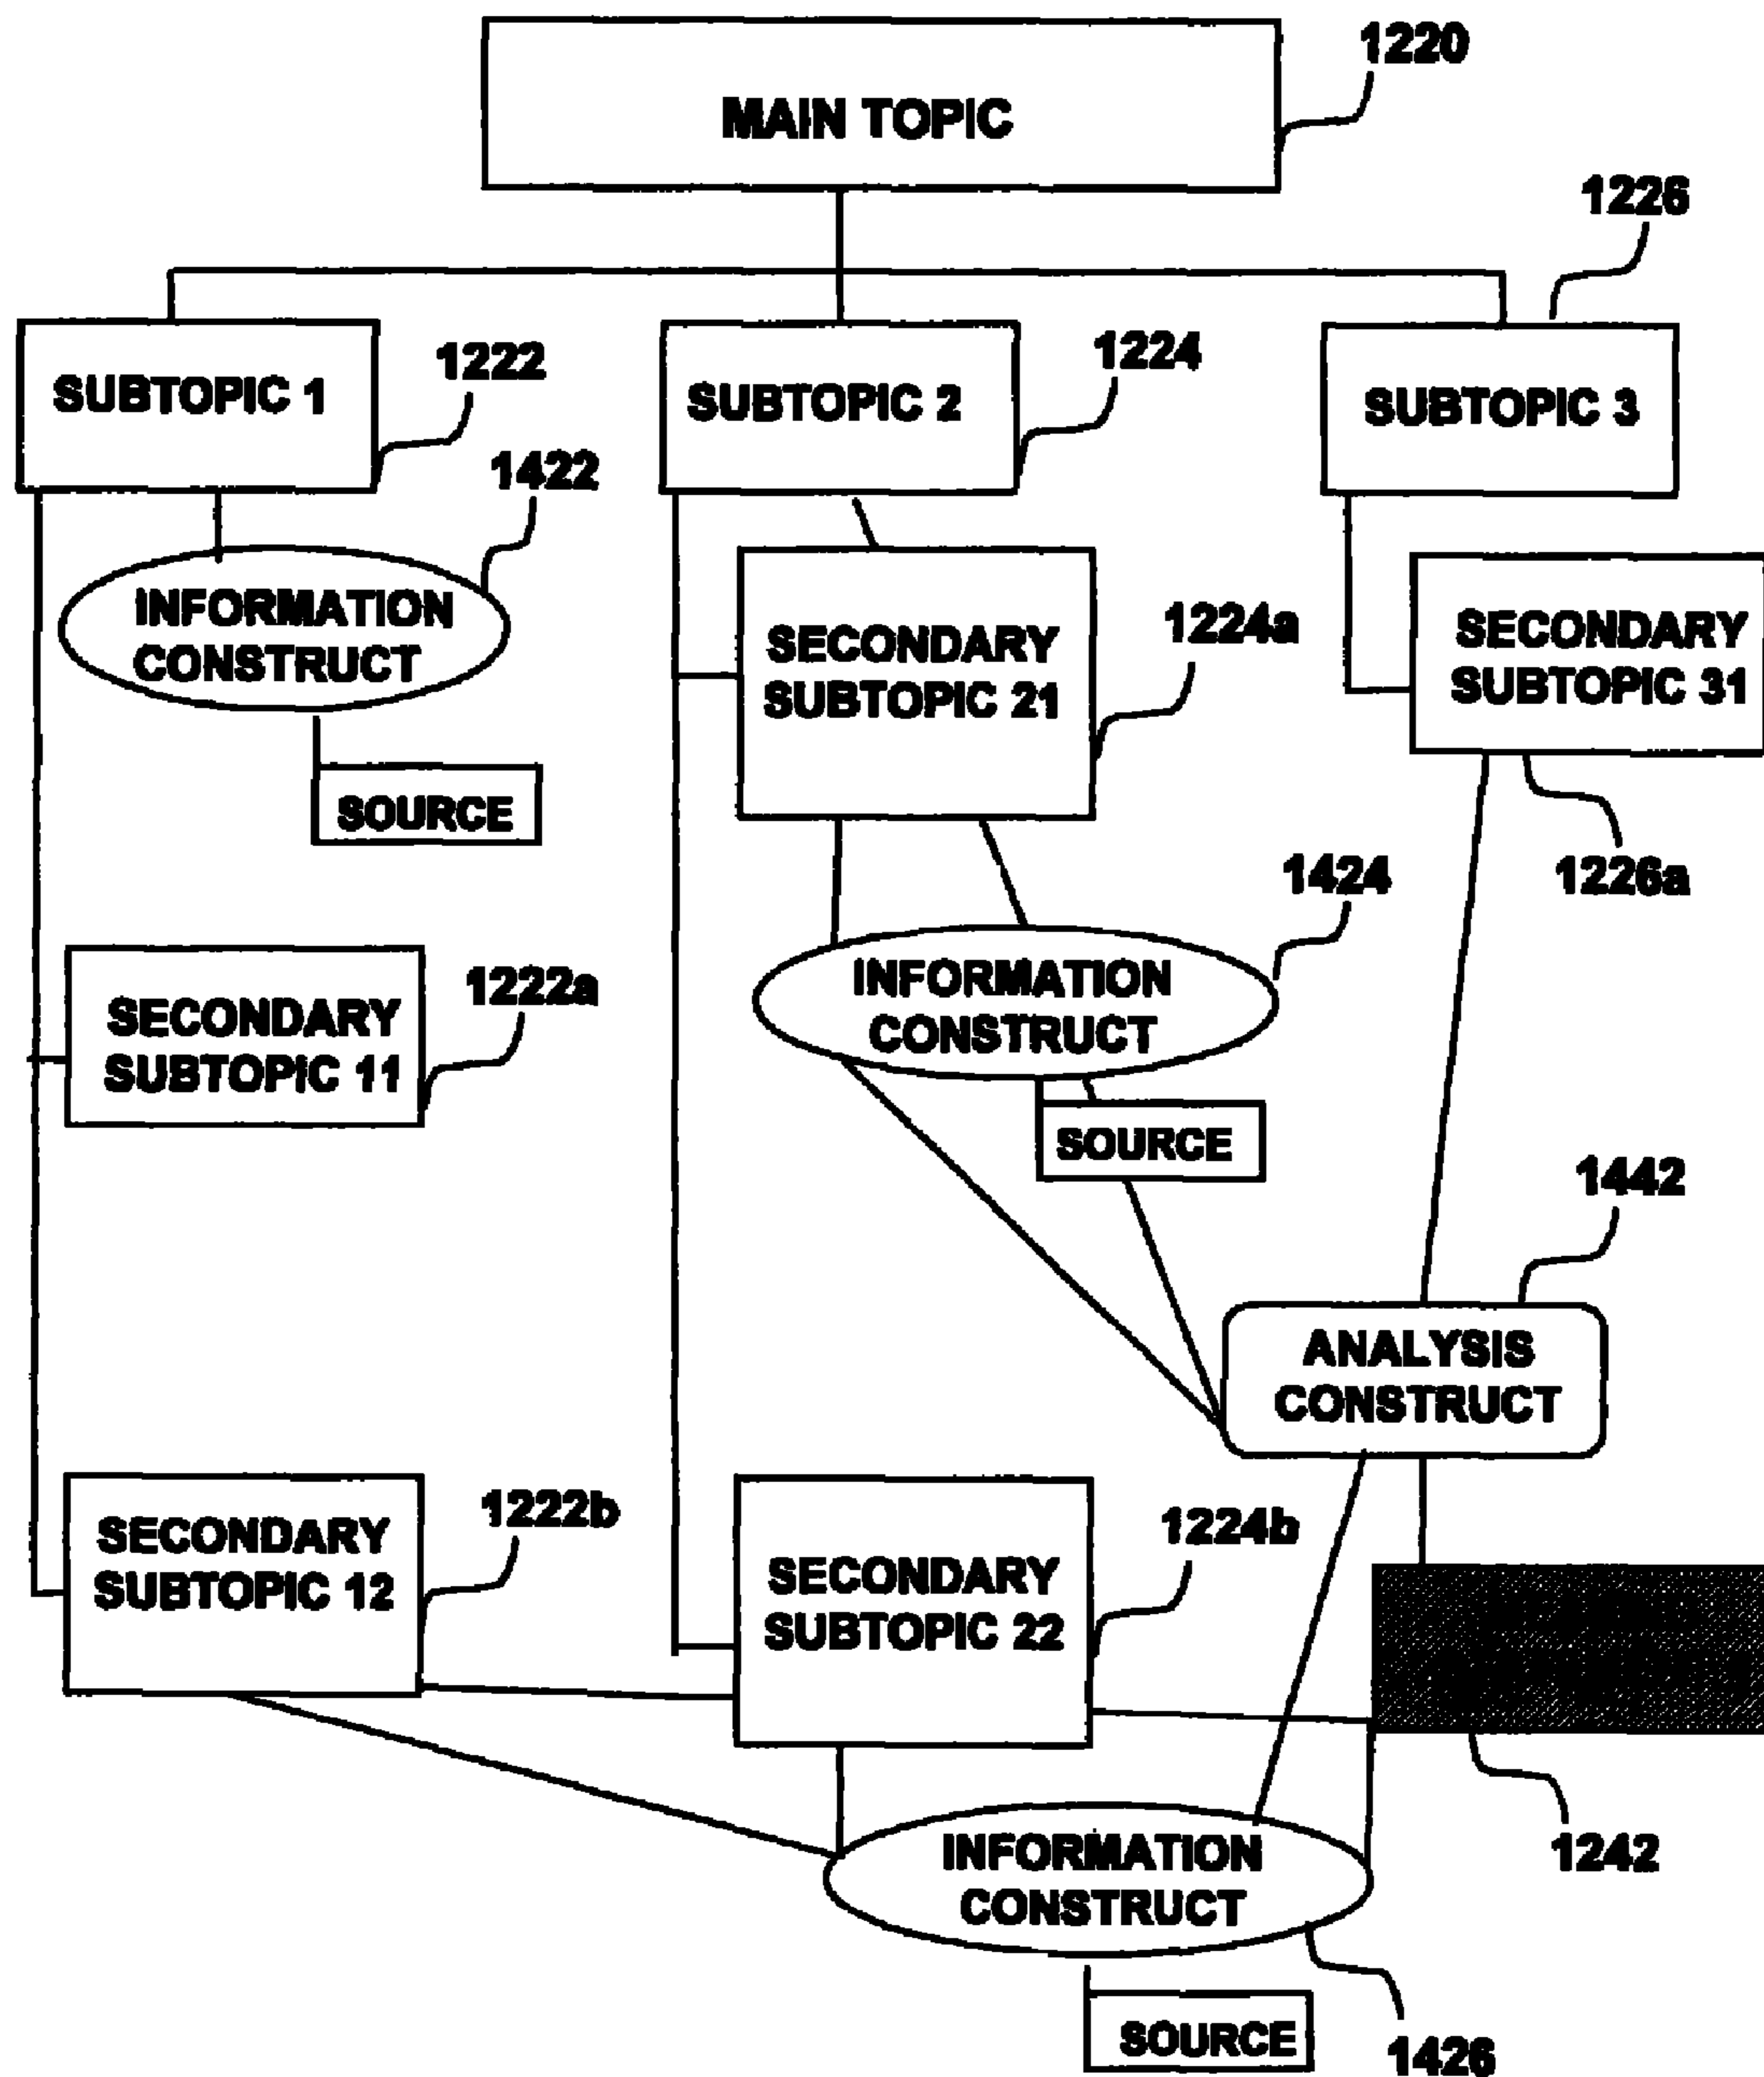 1220
MAIN TOPIC
1226
SUBTOPIC 1
1222
SUBTOPIC 2
1224
SUBTOPIC 3
1422
INFORMATION
CONSTRUCT
SOURCE
SECONDARY
SUBTOPIC 21
1224a
SECONDARY
SUBTOPIC 31
1226a
1424
INFORMATION
CONSTRUCT
SOURCE
SECONDARY
SUBTOPIC 11
1222a
1442
ANALYSIS
CONSTRUCT
SECONDARY
SUBTOPIC 12
1222b
SECONDARY
SUBTOPIC 22
1224b
1242
INFORMATION
CONSTRUCT
1426
SOURCE